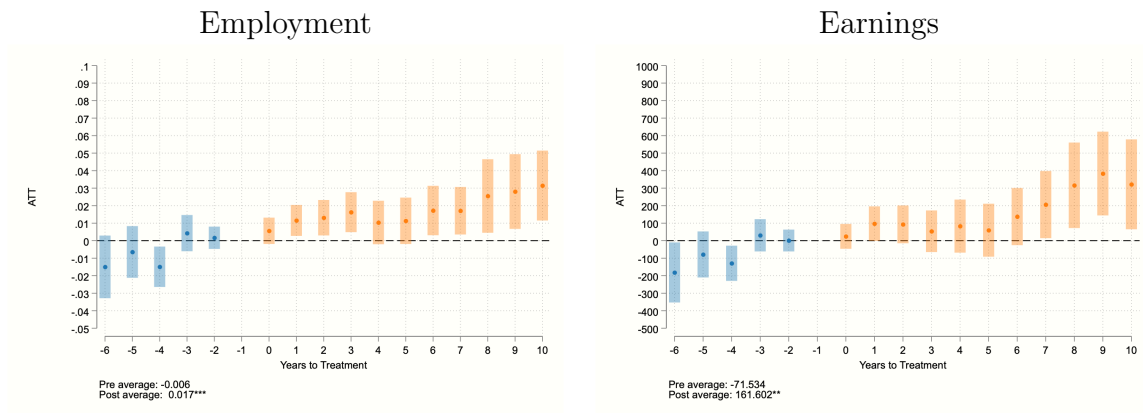 Employment
ATT
.1
.09
.08
.07
.06
.05
.04
.03
.02
.01
0
-.01
-.02
-.03
-.04
-.05
-6 -5 -4 -3 -2 -1 0 1 2 3 4 5 6 7 8 9 10
Years to Treatment
Pre average: -0.006
Post average: 0.017***
Earnings
ATT
1000
900
800
700
600
500
400
300
200
100
0
-100
-200
-300
-400
-500
-6 -5 -4 -3 -2 -1 0 1 2 3 4 5 6 7 8 9 10
Years to Treatment
Pre average: -71.534
Post average: 161.602**